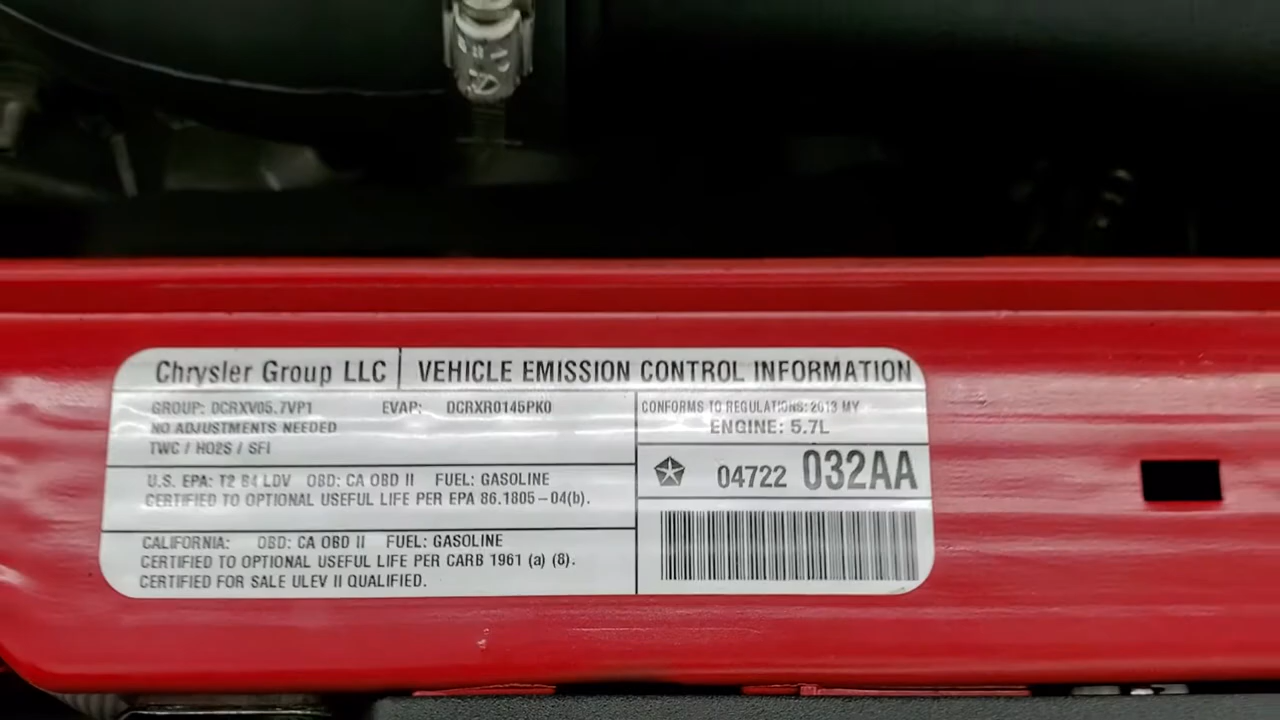 Chrysler Group LLC VEHICLE EMISSION CONTROL INFORMATION
GROUP: DCRXV05.7VP1 EVAP: DCRXR0145PK0
NO ADJUSTMENTS NEEDED
TWC / HO2S / SFI
U.S. EPA: T2 B4 LDV OBD: CA OBD II FUEL: GASOLINE
CERTIFIED TO OPTIONAL USEFUL LIFE PER EPA 86.1805-04(b).
CALIFORNIA: OBD: CA OBD II FUEL: GASOLINE
CERTIFIED TO OPTIONAL USEFUL LIFE PER CARB 1961 (a) (8).
CERTIFIED FOR SALE ULEV II QUALIFIED.
CONFORMS TO REGULATIONS: 2013 MY
ENGINE: 5.7L
04722 032AA